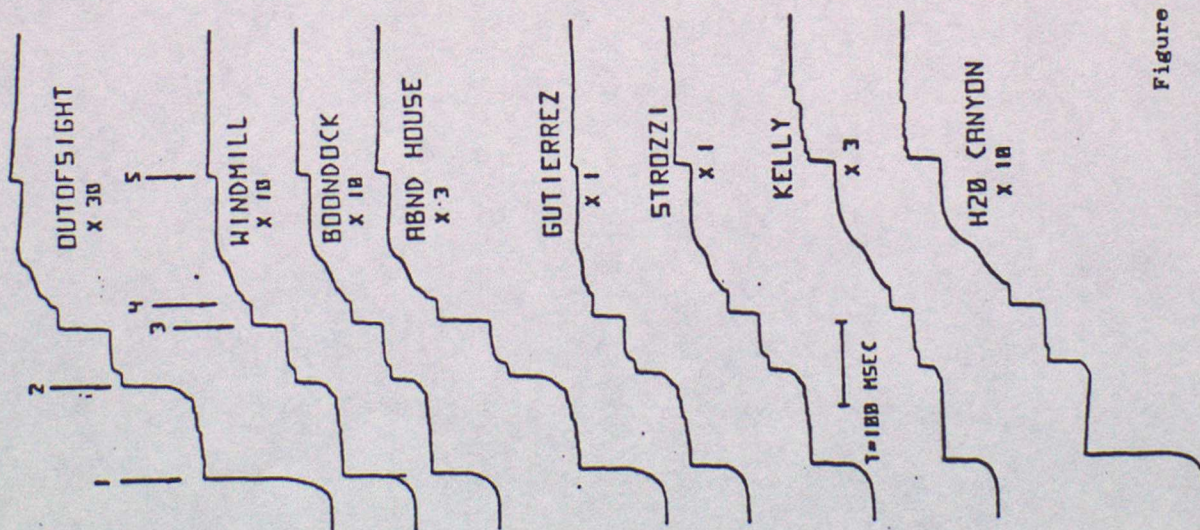 OUTOFSIGHT
X 30
WINDMILL
X 10
BOONDOCK
X 10
ABND HOUSE
X 3
GUTIERREZ
X 1
STROZZI
X 1
KELLY
X 3
H20 CANYON
X 10
1
2
3
4
5
T=100 MSEC
Figure